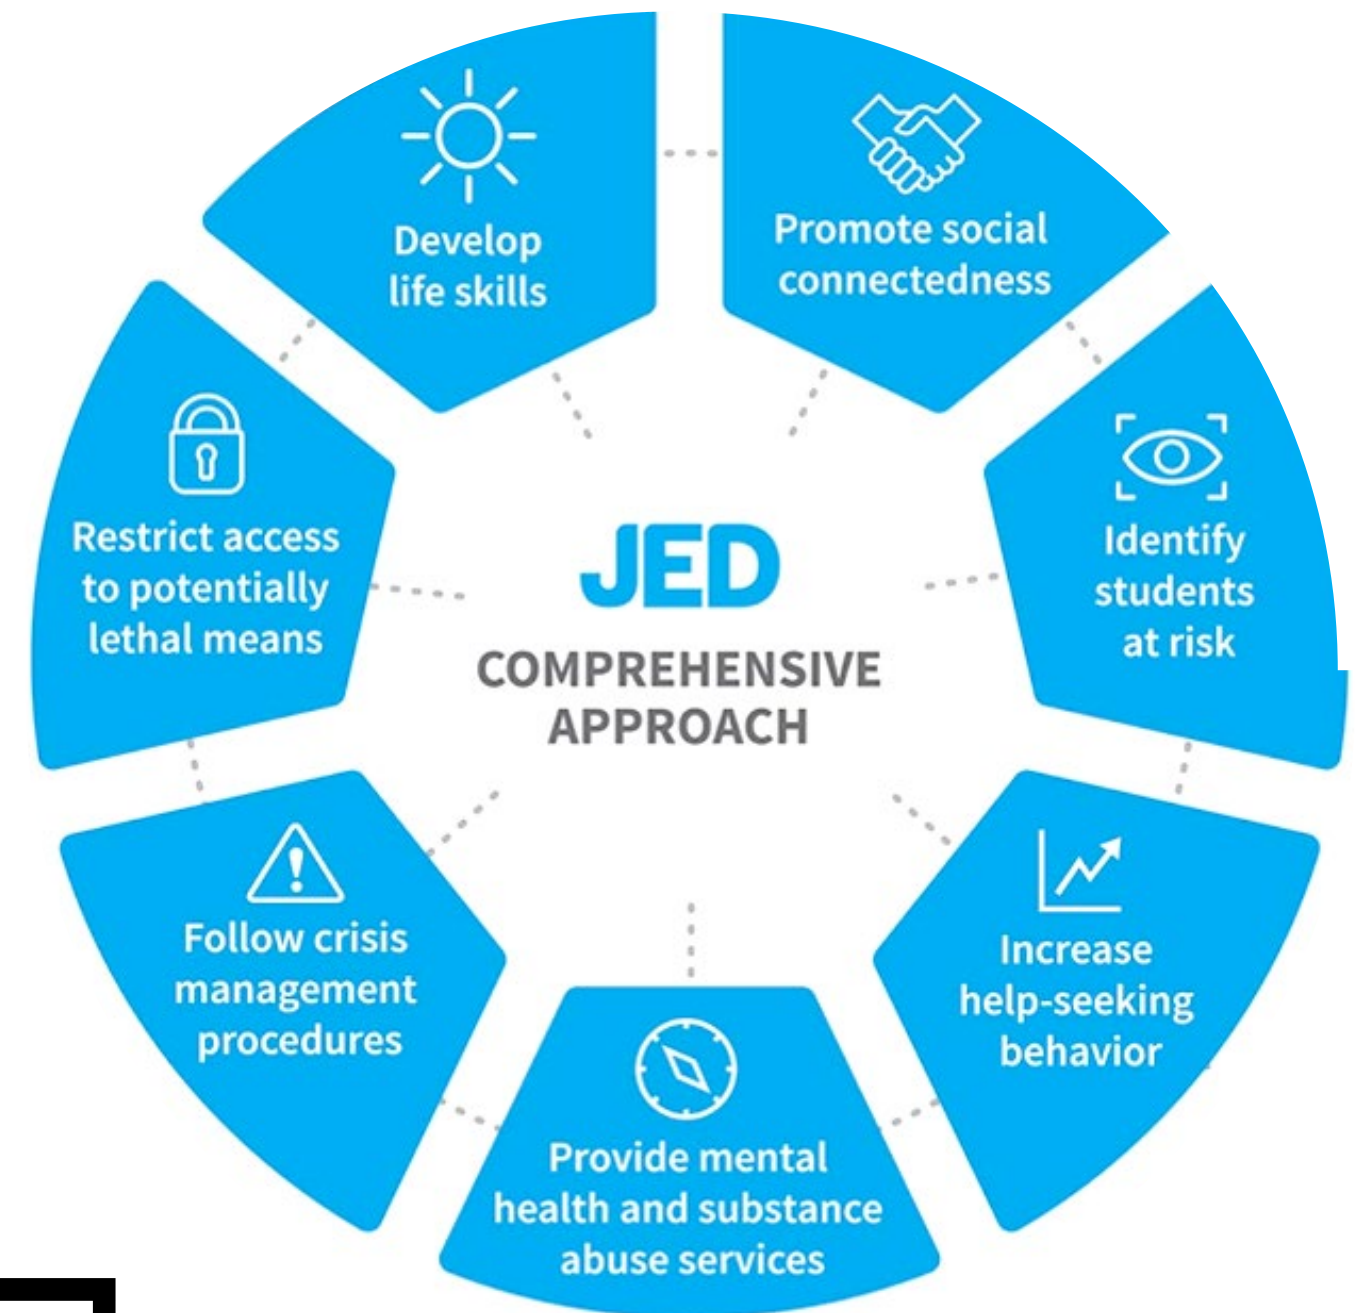 Develop
life skills
Promote social
connectedness
Identify
students
at risk
Increase
help-seeking
behavior
Provide mental
health and substance
abuse services
Follow crisis
management
procedures
Restrict access
to potentially
lethal means
JED
COMPREHENSIVE
APPROACH